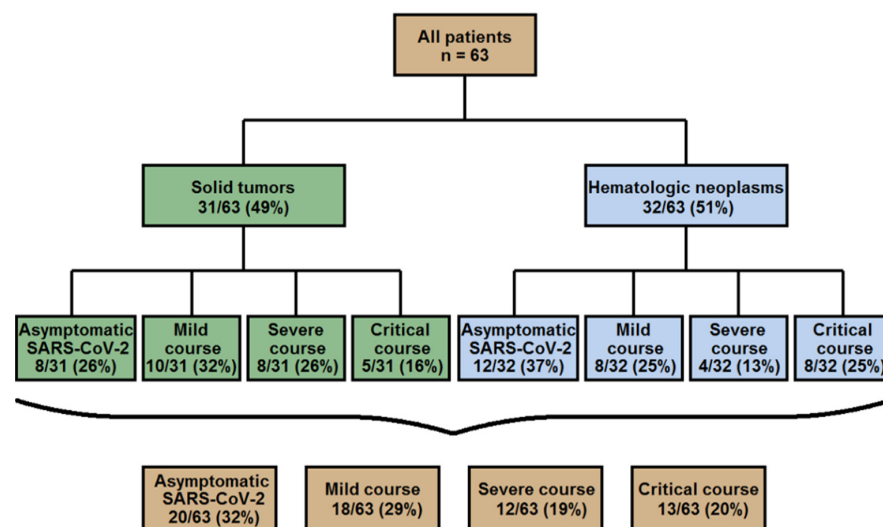 All patients
n = 63
Solid tumors
31/63 (49%)
Hematologic neoplasms
32/63 (51%)
Asymptomatic
SARS-CoV-2
8/31 (26%)
Mild
course
10/31 (32%)
Severe
course
8/31 (26%)
Critical
course
5/31 (16%)
Asymptomatic
SARS-CoV-2
12/32 (37%)
Mild
course
8/32 (25%)
Severe
course
4/32 (13%)
Critical
course
8/32 (25%)
Asymptomatic
SARS-CoV-2
20/63 (32%)
Mild course
18/63 (29%)
Severe course
12/63 (19%)
Critical course
13/63 (20%)